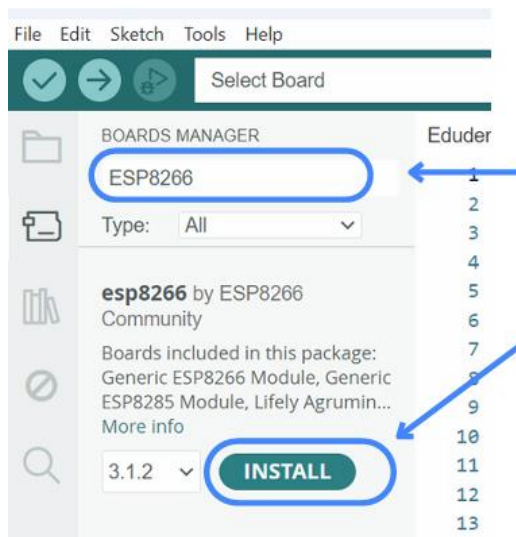 File Edit Sketch Tools Help
Select Board
BOARDS MANAGER
ESP8266
Type: All
esp8266 by ESP8266
Community
Boards included in this package:
Generic ESP8266 Module, Generic
ESP8285 Module, Lifely Agrumin...
More info
3.1.2 INSTALL
Eduder
1
2
3
4
5
6
7
8
9
10
11
12
13